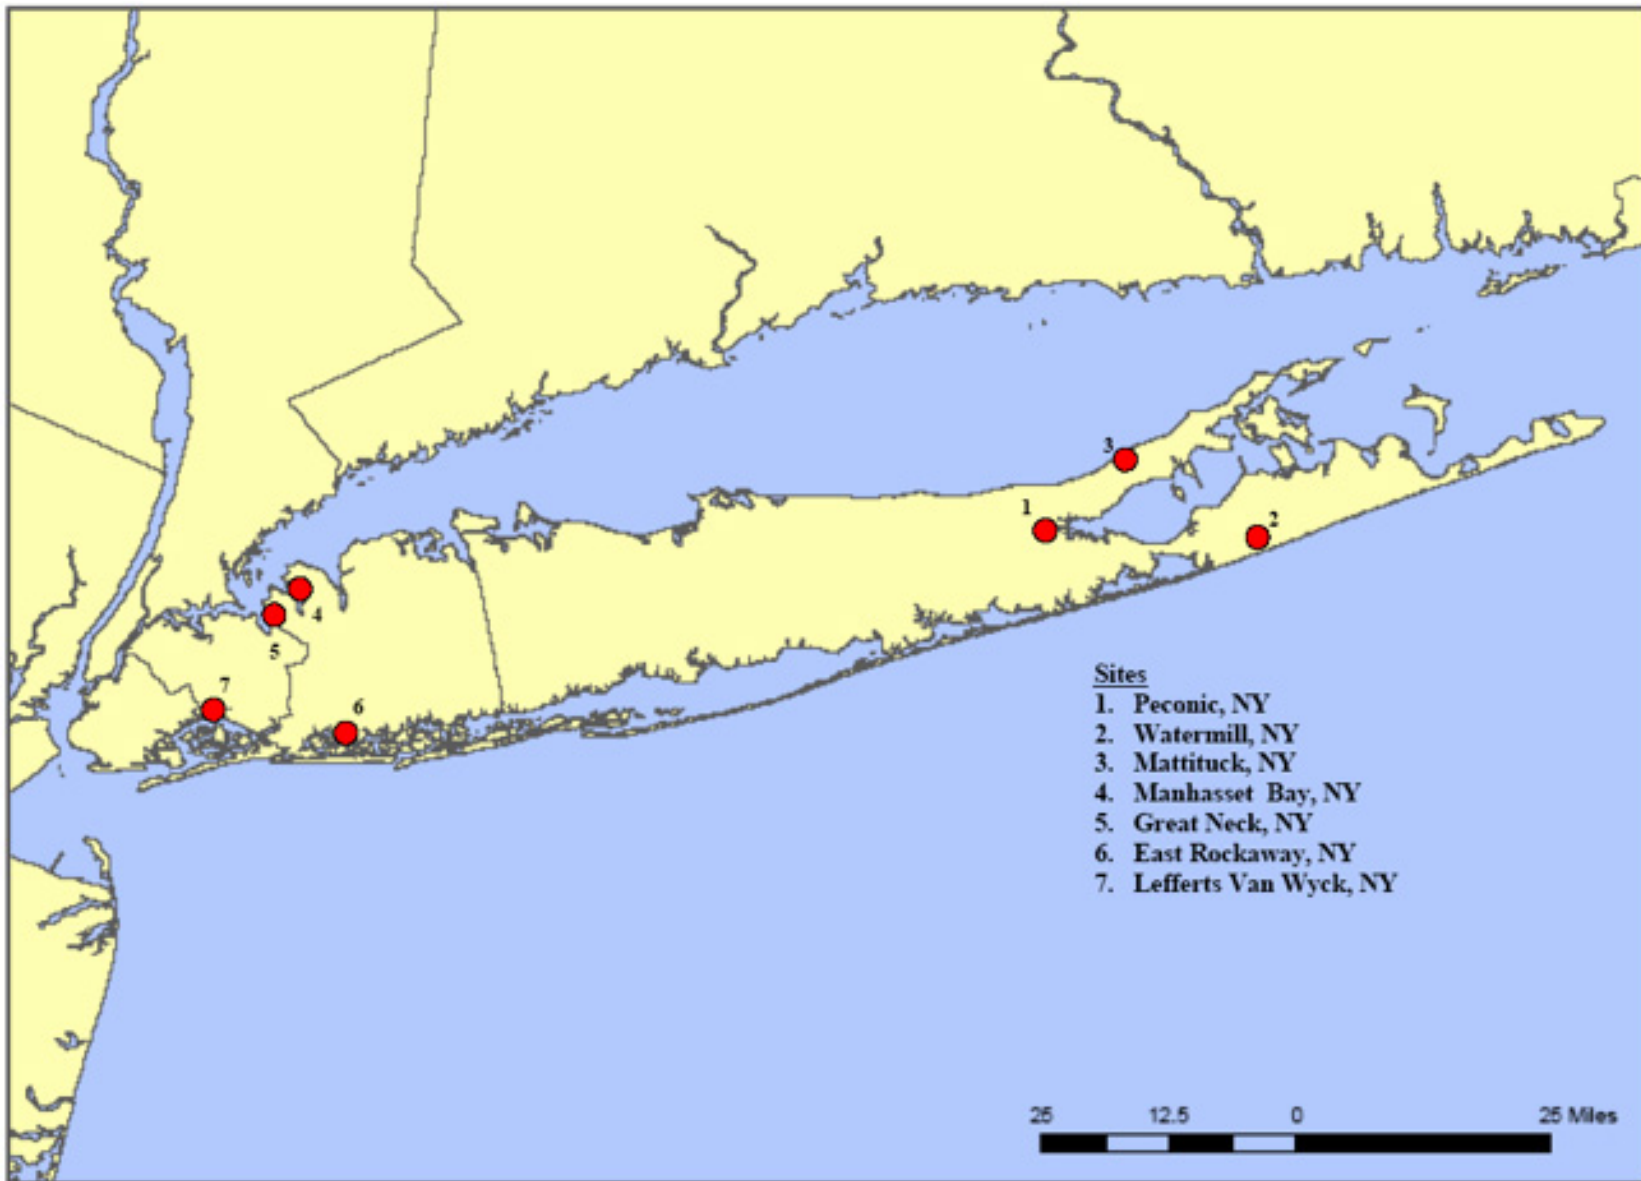 3
1
2
4
5
7
6
Sites
1. Peconic, NY
2. Watermill, NY
3. Mattituck, NY
4. Manhasset Bay, NY
5. Great Neck, NY
6. East Rockaway, NY
7. Lefferts Van Wyck, NY
25 12.5 0 25 Miles